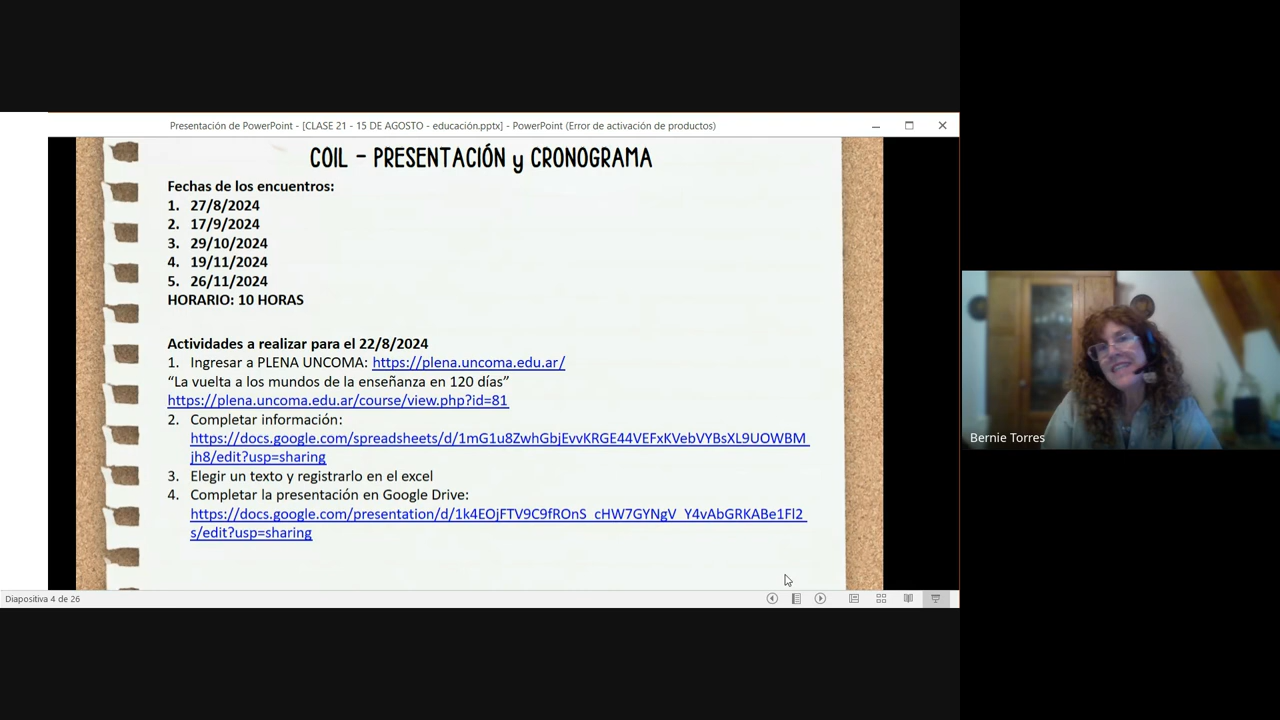 Presentación de PowerPoint - [CLASE 21 - 15 DE AGOSTO - educación.pptx] - PowerPoint (Error de activación de productos)
COIL - PRESENTACIÓN y CRONOGRAMA
Fechas de los encuentros:
1. 27/8/2024
2. 17/9/2024
3. 29/10/2024
4. 19/11/2024
5. 26/11/2024
HORARIO: 10 HORAS
Actividades a realizar para el 22/8/2024
1. Ingresar a PLENA UNCOMA: https://plena.uncoma.edu.ar/
“La vuelta a los mundos de la enseñanza en 120 días”
https://plena.uncoma.edu.ar/course/view.php?id=81
2. Completar información:
https://docs.google.com/spreadsheets/d/1mG1u8ZwhGbjEvvKRGE44VEFxKVebVYBsXL9UOWBM
jh8/edit?usp=sharing
3. Elegir un texto y registrarlo en el excel
4. Completar la presentación en Google Drive:
https://docs.google.com/presentation/d/1k4EOjFTV9C9fROnS_cHW7GYNgV_Y4vAbGRKABe1Fl2
s/edit?usp=sharing
Bernie Torres
Diapositiva 4 de 26